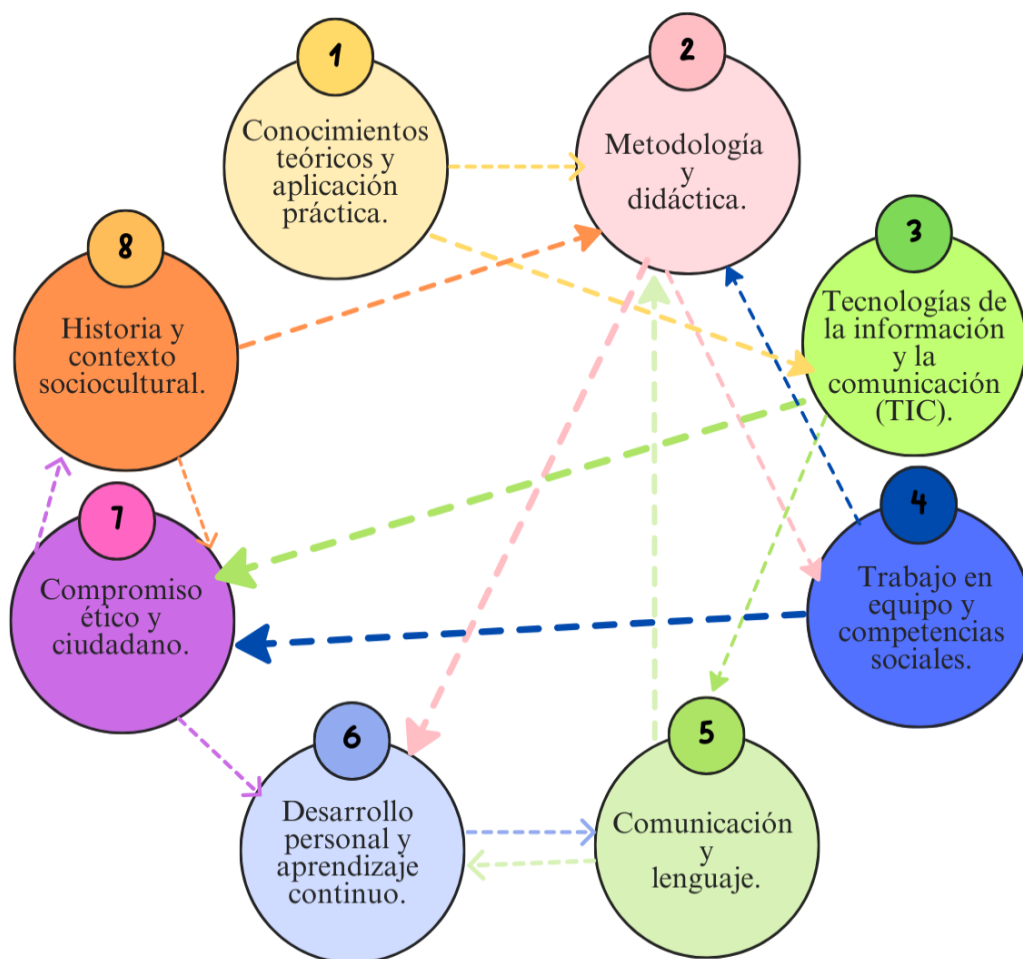 1
Conocimientos
teóricos y
aplicación
práctica.
2
Metodología
y
didáctica.
3
Tecnologías de
la información
y la
comunicación
(TIC).
4
Trabajo en
equipo y
competencias
sociales.
5
Comunicación
y
lenguaje.
6
Desarrollo
personal y
aprendizaje
continuo.
7
Compromiso
ético y
ciudadano.
8
Historia y
contexto
sociocultural.